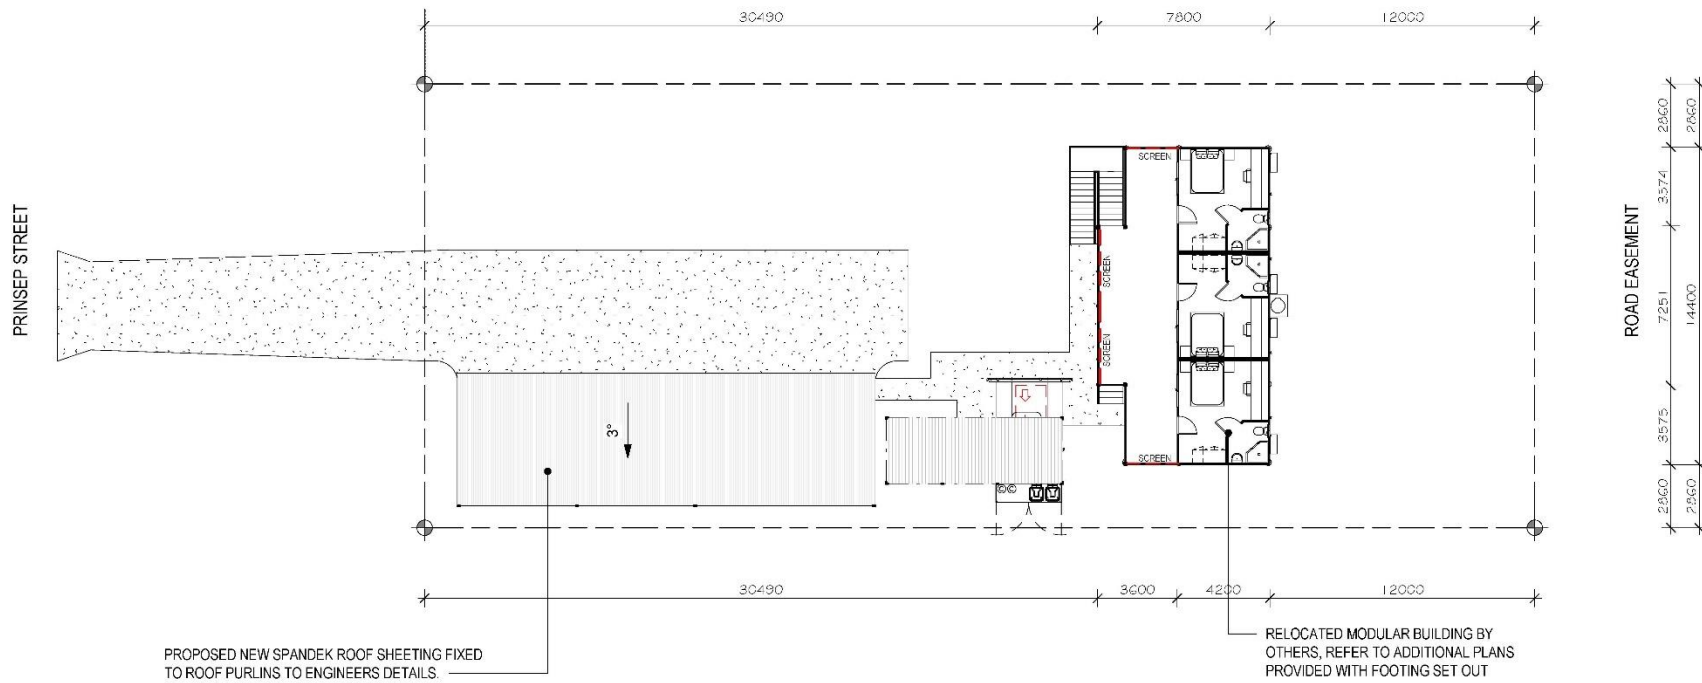 30490
7800
12000
PRINSEP STREET
ROAD EASEMENT
2860
3574
7251
3575
2860
2860
14400
2860
SCREEN
SCREEN
SCREEN
SCREEN
3°
30490
3600
4200
12000
PROPOSED NEW SPANDEK ROOF SHEETING FIXED
TO ROOF PURLINS TO ENGINEERS DETAILS.
RELOCATED MODULAR BUILDING BY
OTHERS, REFER TO ADDITIONAL PLANS
PROVIDED WITH FOOTING SET OUT